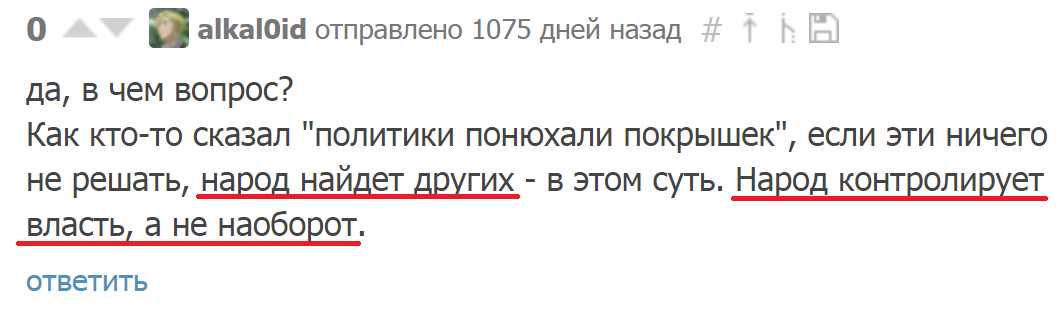 0 alkal0id отправлено 1075 дней назад #
да, в чем вопрос?
Как кто-то сказал "политики понюхали покрышек", если эти ничего
не решать, народ найдет других - в этом суть. Народ контролирует
власть, а не наоборот.
ответить